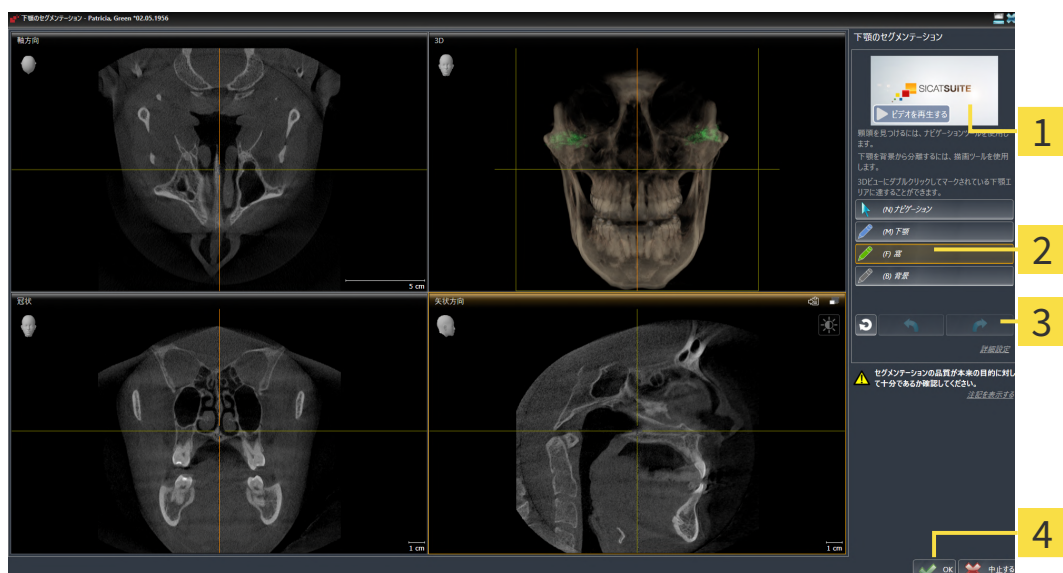 下顎のセグメンテーション - Patricia, Green *02.05.1956
軸方向
5 cm
3D
冠状
1 cm
矢状方向
1 cm
下顎のセグメンテーション
SICATSUITE
ビデオを再生する
顆頭を見つけるには、ナビゲーションツールを使用し
ます。
下顎を背景から分離するには、描画ツールを使用
します。
3Dビューにダブルクリックしてマークされている下顎エ
リアに達することができます。
(N) ナビゲーション
(M) 下顎
(F) 窩
(B) 背景
詳細設定
セグメンテーションの品質が本来の目的に対し
て十分であるか確認してください。
注記を表示する
OK
中止する
1
2
3
4